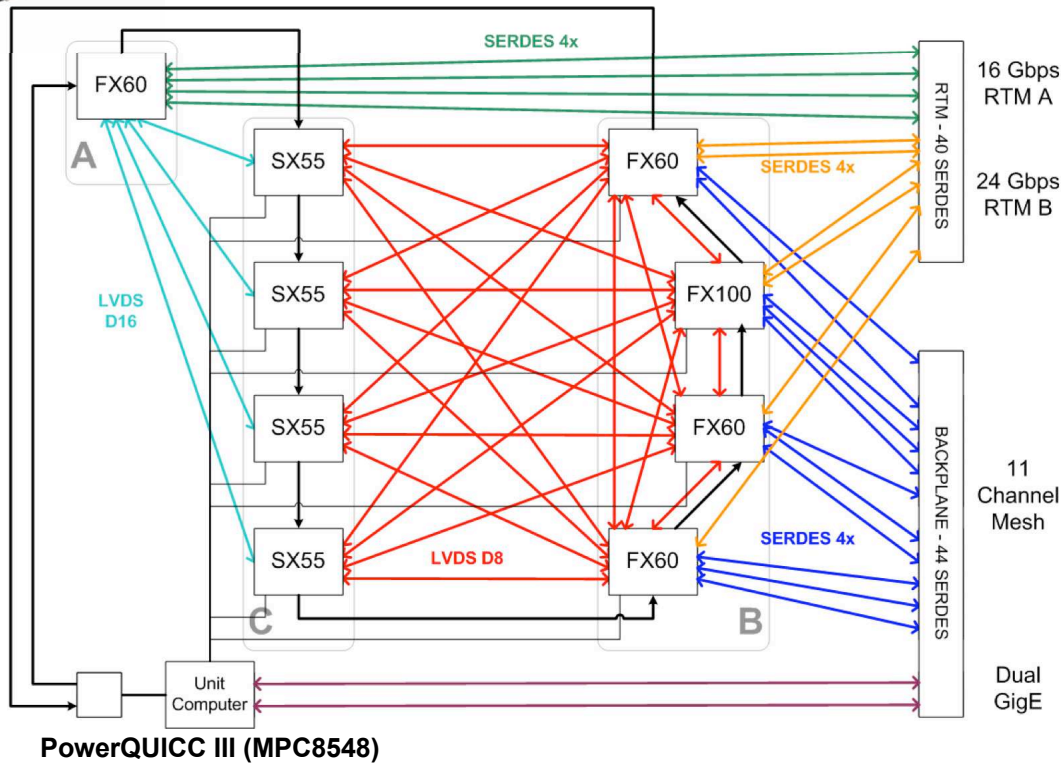 SERDES 4x
FX60
A
16 Gbps
RTM A
RTM - 40 SERDES
SX55
FX60
SERDES 4x
24 Gbps
RTM B
LVDS
D16
SX55
FX100
SX55
FX60
BACKPLANE - 44 SERDES
11
Channel
Mesh
SX55
LVDS D8
FX60
SERDES 4x
C
B
Unit
Computer
Dual
GigE
PowerQUICC III (MPC8548)